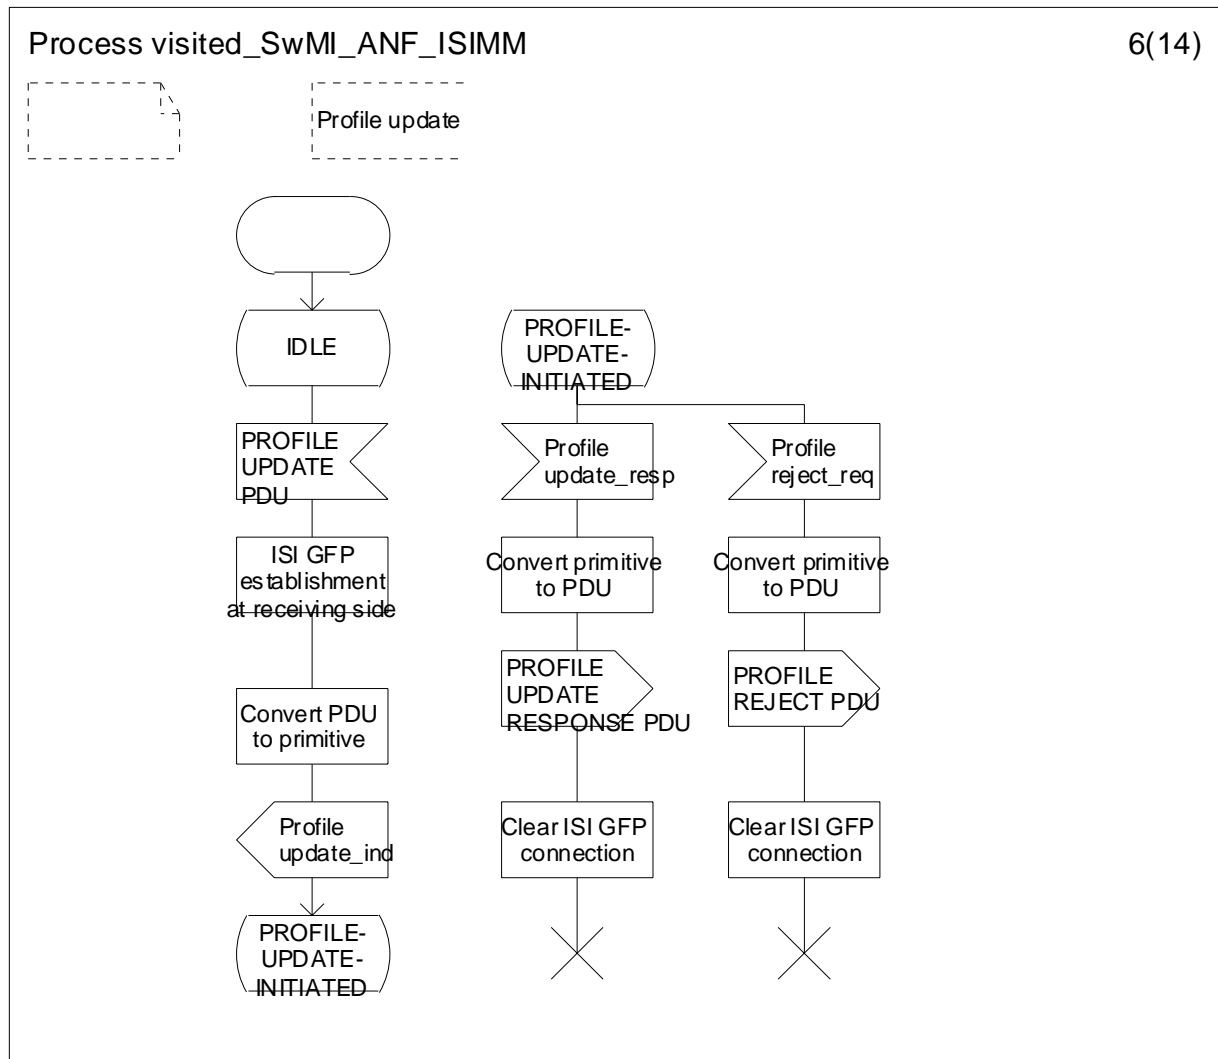 Process visited_SwMI_ANF_ISIMM
6(14)
Profile update
IDLE
PROFILE
UPDATE
PDU
ISI GFP
establishment
at receiving side
Convert PDU
to primitive
Profile
update_ind
PROFILE-
UPDATE-
INITIATED
PROFILE-
UPDATE-
INITIATED
Profile
update_resp
Convert primitive
to PDU
PROFILE
UPDATE
RESPONSE PDU
Clear ISI GFP
connection
Profile
reject_req
Convert primitive
to PDU
PROFILE
REJECT PDU
Clear ISI GFP
connection